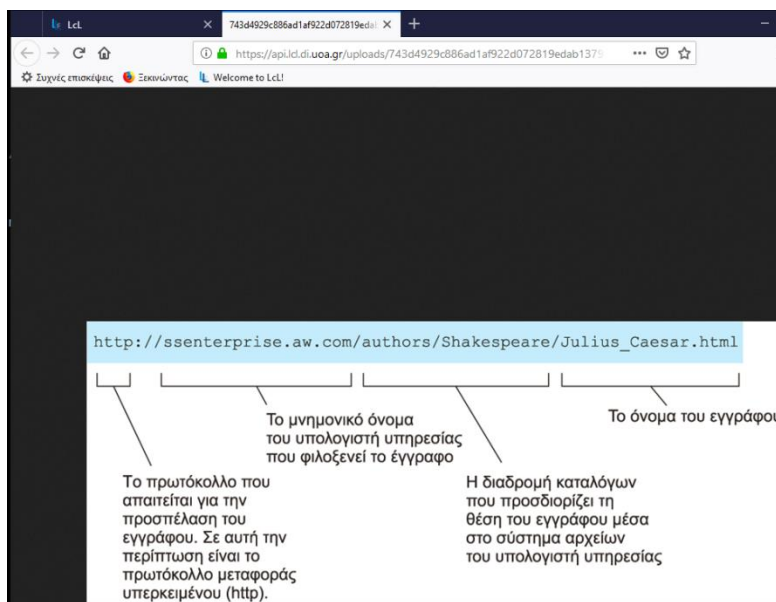 LcL
743d4929c886ad1af922d072819eda
https://api.lcl.di.uoa.gr/uploads/743d4929c886ad1af922d072819edab1379
Συχνές επισκέψεις Ξεκινώντας Welcome to LcL!
http://ssenterprise.aw.com/authors/Shakespeare/Julius_Caesar.html
Το μνημονικό όνομα
του υπολογιστή υπηρεσίας
που φιλοξενεί το έγγραφο
Το όνομα του εγγράφου
Το πρωτόκολλο που
απαιτείται για την
προσπέλαση του
εγγράφου. Σε αυτή την
περίπτωση είναι το
πρωτόκολλο μεταφοράς
υπερκειμένου (http).
Η διαδρομή καταλόγων
που προσδιορίζει τη
θέση του εγγράφου μέσα
στο σύστημα αρχείων
του υπολογιστή υπηρεσίας